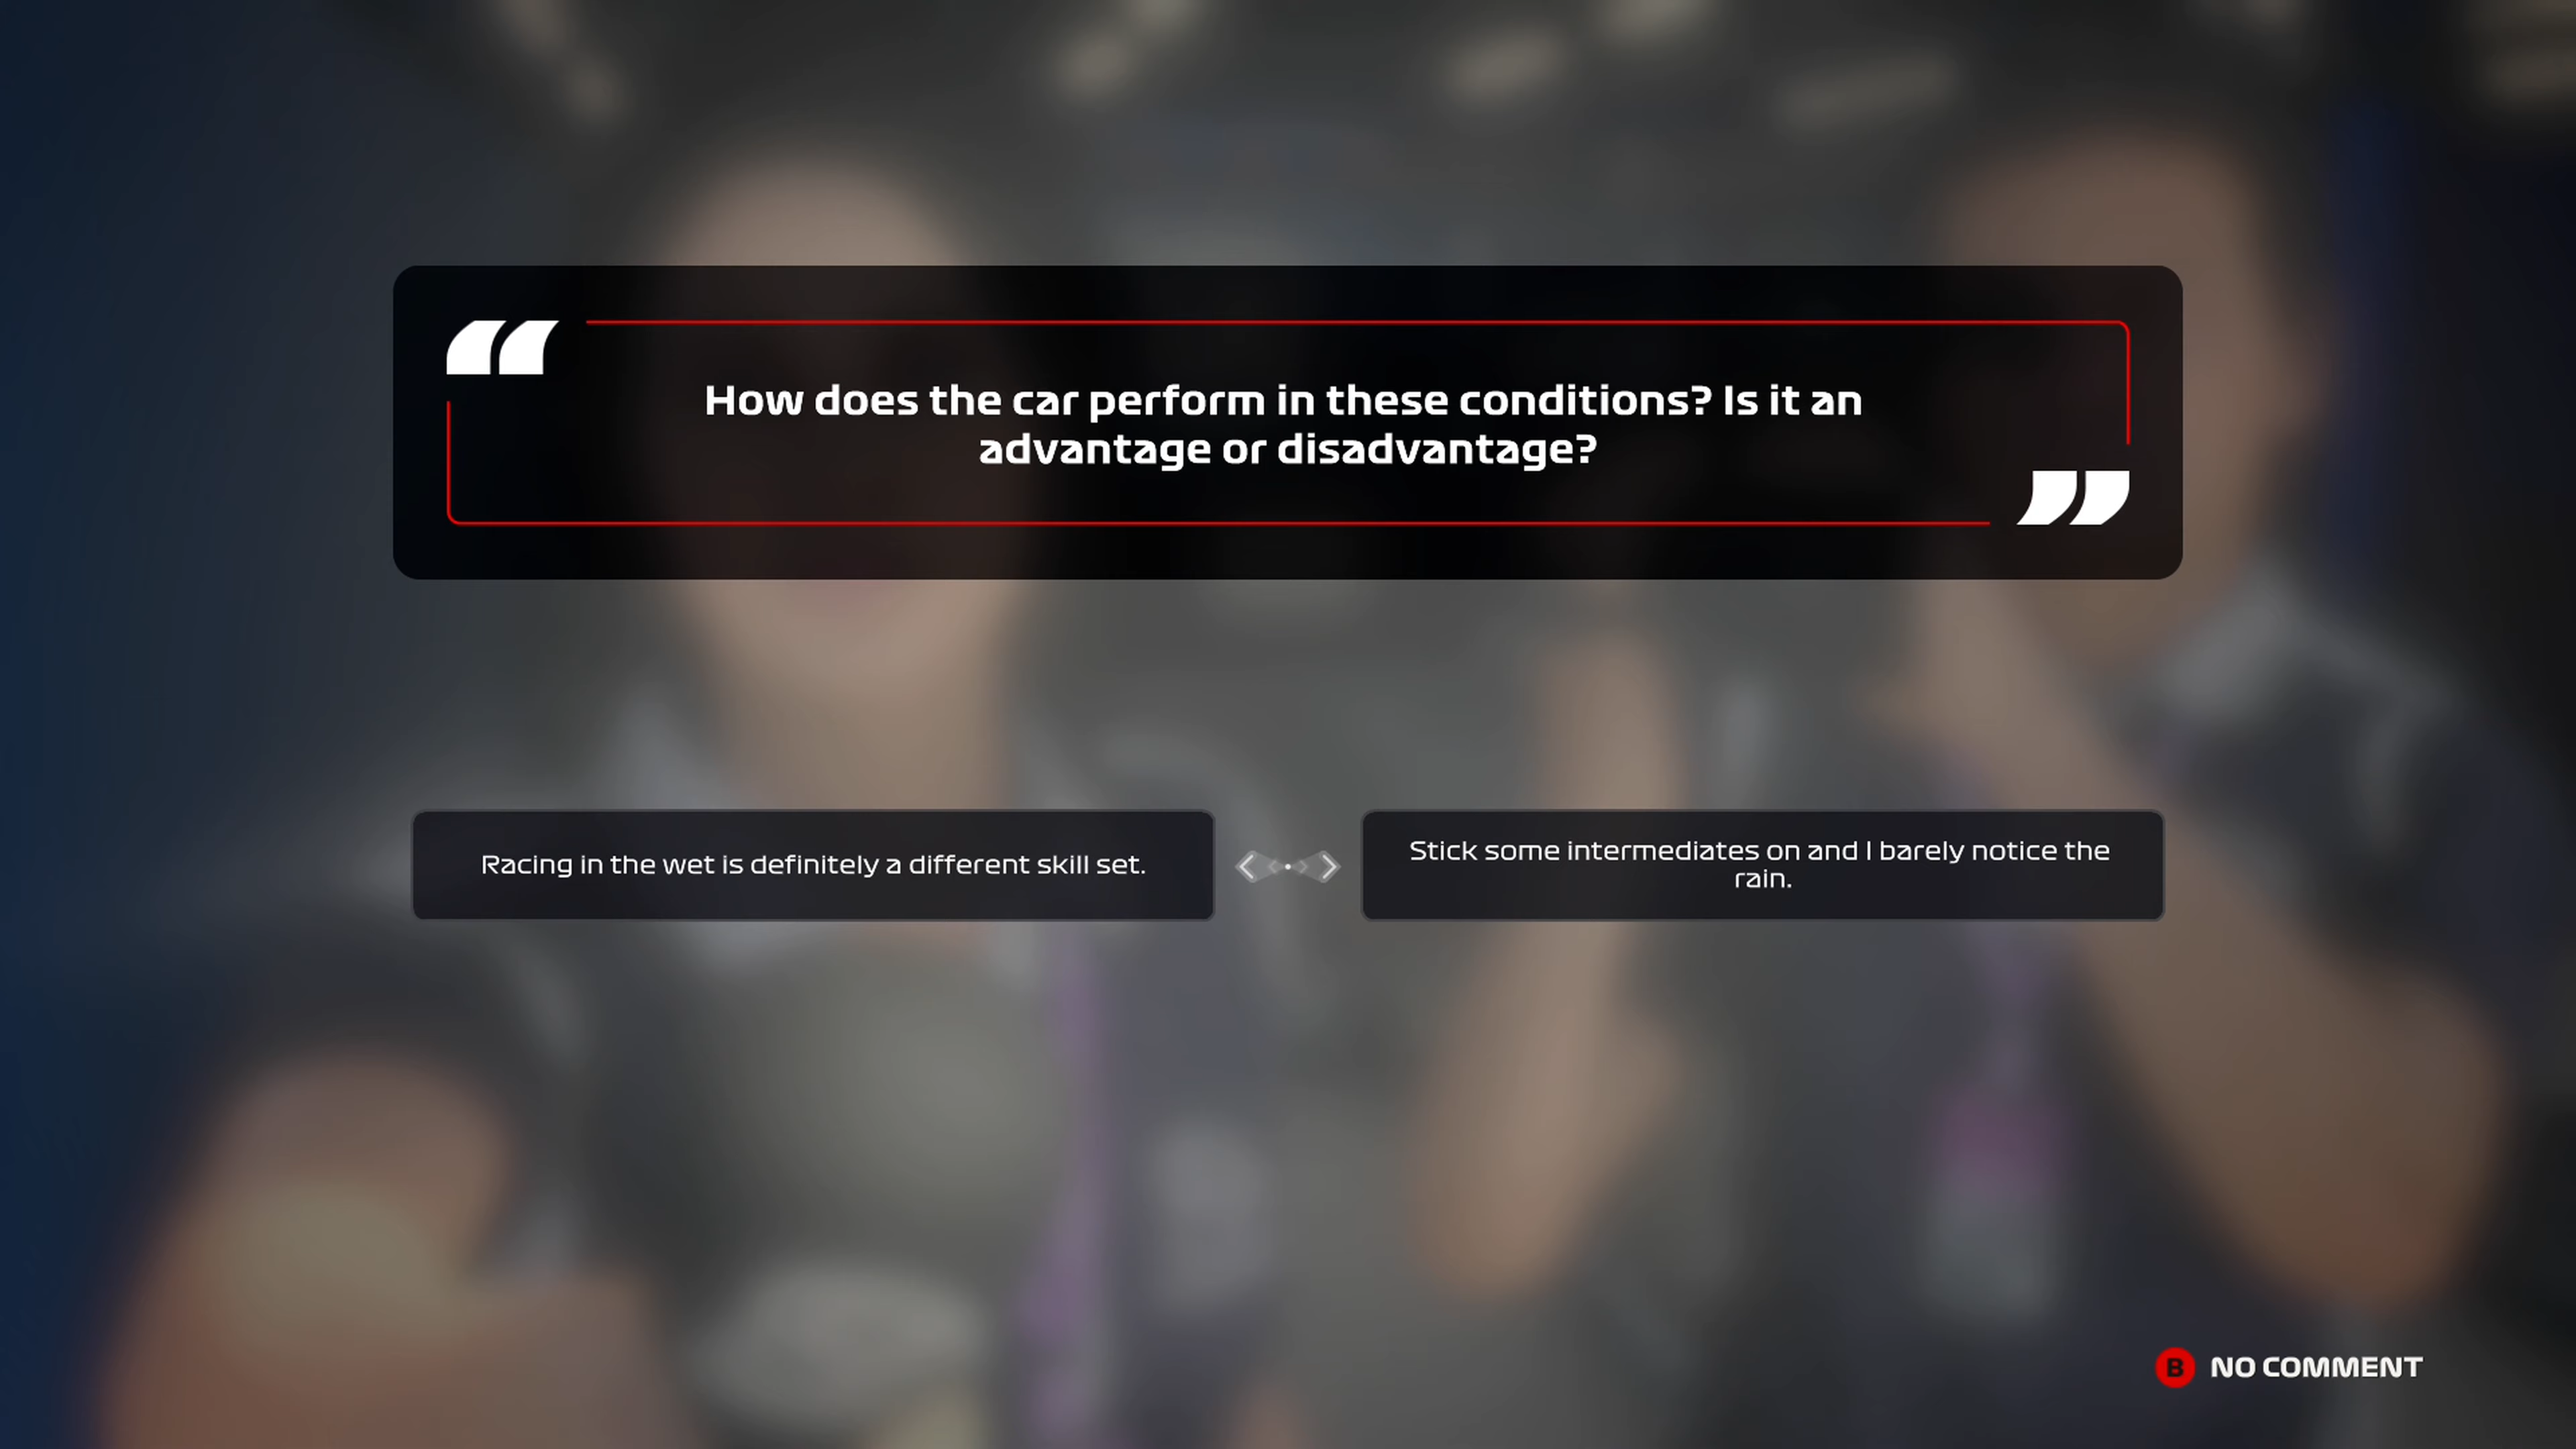 How does the car perform in these conditions? Is it an
advantage or disadvantage?
Racing in the wet is definitely a different skill set.
Stick some intermediates on and I barely notice the
rain.
B NO COMMENT